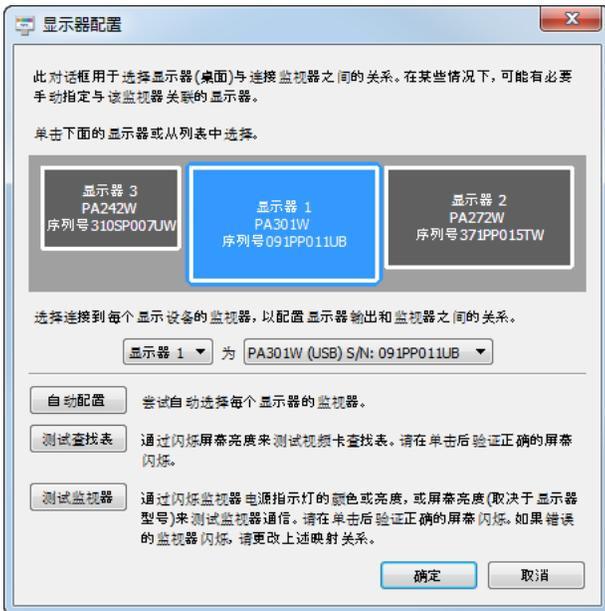 显示器配置
此对话框用于选择显示器(桌面)与连接监视器之间的关系。在某些情况下，可能有必要
手动指定与该监视器关联的显示器。
单击下面的显示器或从列表中选择。
显示器 3
PA242W
序列号310SP007UW
显示器 1
PA301W
序列号091PP011UB
显示器 2
PA272W
序列号371PP015TW
选择连接到每个显示设备的监视器，以配置显示器输出和监视器之间的关系。
显示器 1 为 PA301W (USB) S/N: 091PP011UB
自动配置 尝试自动选择每个显示器的监视器。
测试查找表 通过闪烁屏幕亮度来测试视频卡查找表。请在单击后验证正确的屏幕
闪烁。
测试监视器 通过闪烁监视器电源指示灯的颜色或亮度，或屏幕亮度(取决于显示器
型号)来测试监视器通信。请在单击后验证正确的屏幕闪烁。如果错误
的监视器闪烁，请更改上述映射关系。
确定 取消